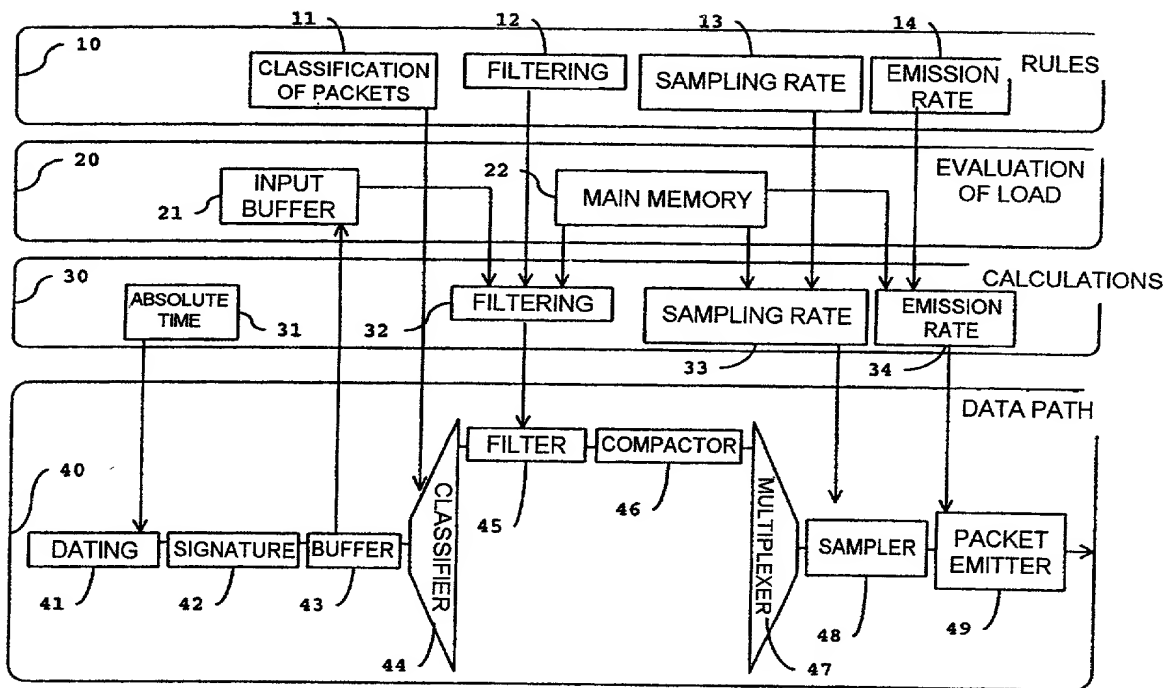 11
12
13
14
10
CLASSIFICATION
OF PACKETS
FILTERING
SAMPLING RATE
EMISSION
RATE
RULES
20
INPUT
BUFFER
21
22
MAIN MEMORY
EVALUATION
OF LOAD
30
ABSOLUTE
TIME
31
32
FILTERING
SAMPLING RATE
33
EMISSION
RATE
34
CALCULATIONS
DATA PATH
40
DATING
41
SIGNATURE
42
BUFFER
43
CLASSIFIER
44
FILTER
45
COMPACTOR
46
MULTIPLEXER
47
SAMPLER
48
PACKET
EMITTER
49